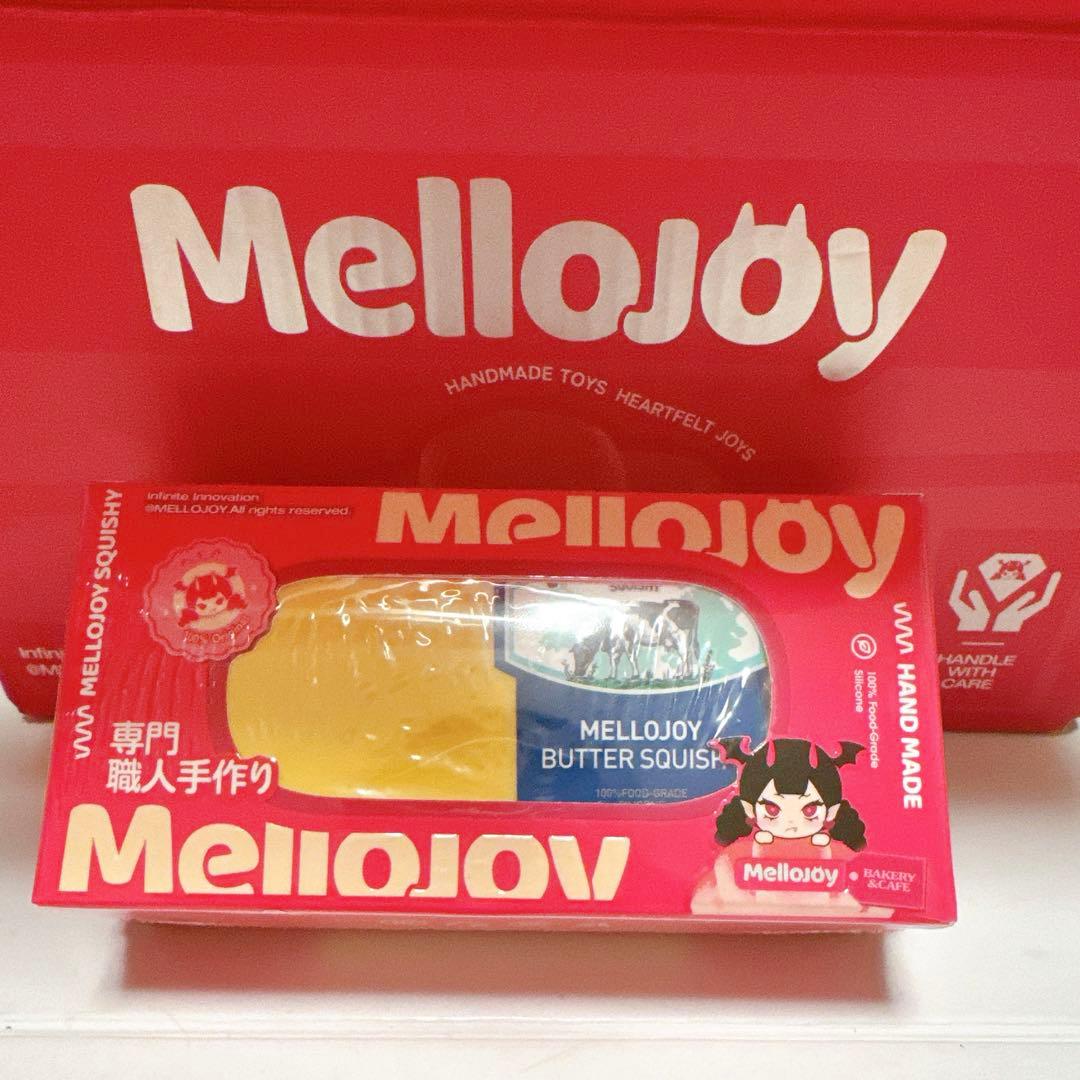 Mellojoy
HANDMADE TOYS HEARTFELT JOYS
Infinite Innovation
@MELLOJOY.All rights reserved.
Mellojoy
MELLOJOY SQUISHY
専門
職人手作り
Mellojoy
MELLOJOY
BUTTER SQUISH
100%FOOD-GRADE
HAND MADE
100% Food-Grade
Silicone
Mellojoy
BAKERY
&CAFE
HANDLE
WITH
CARE